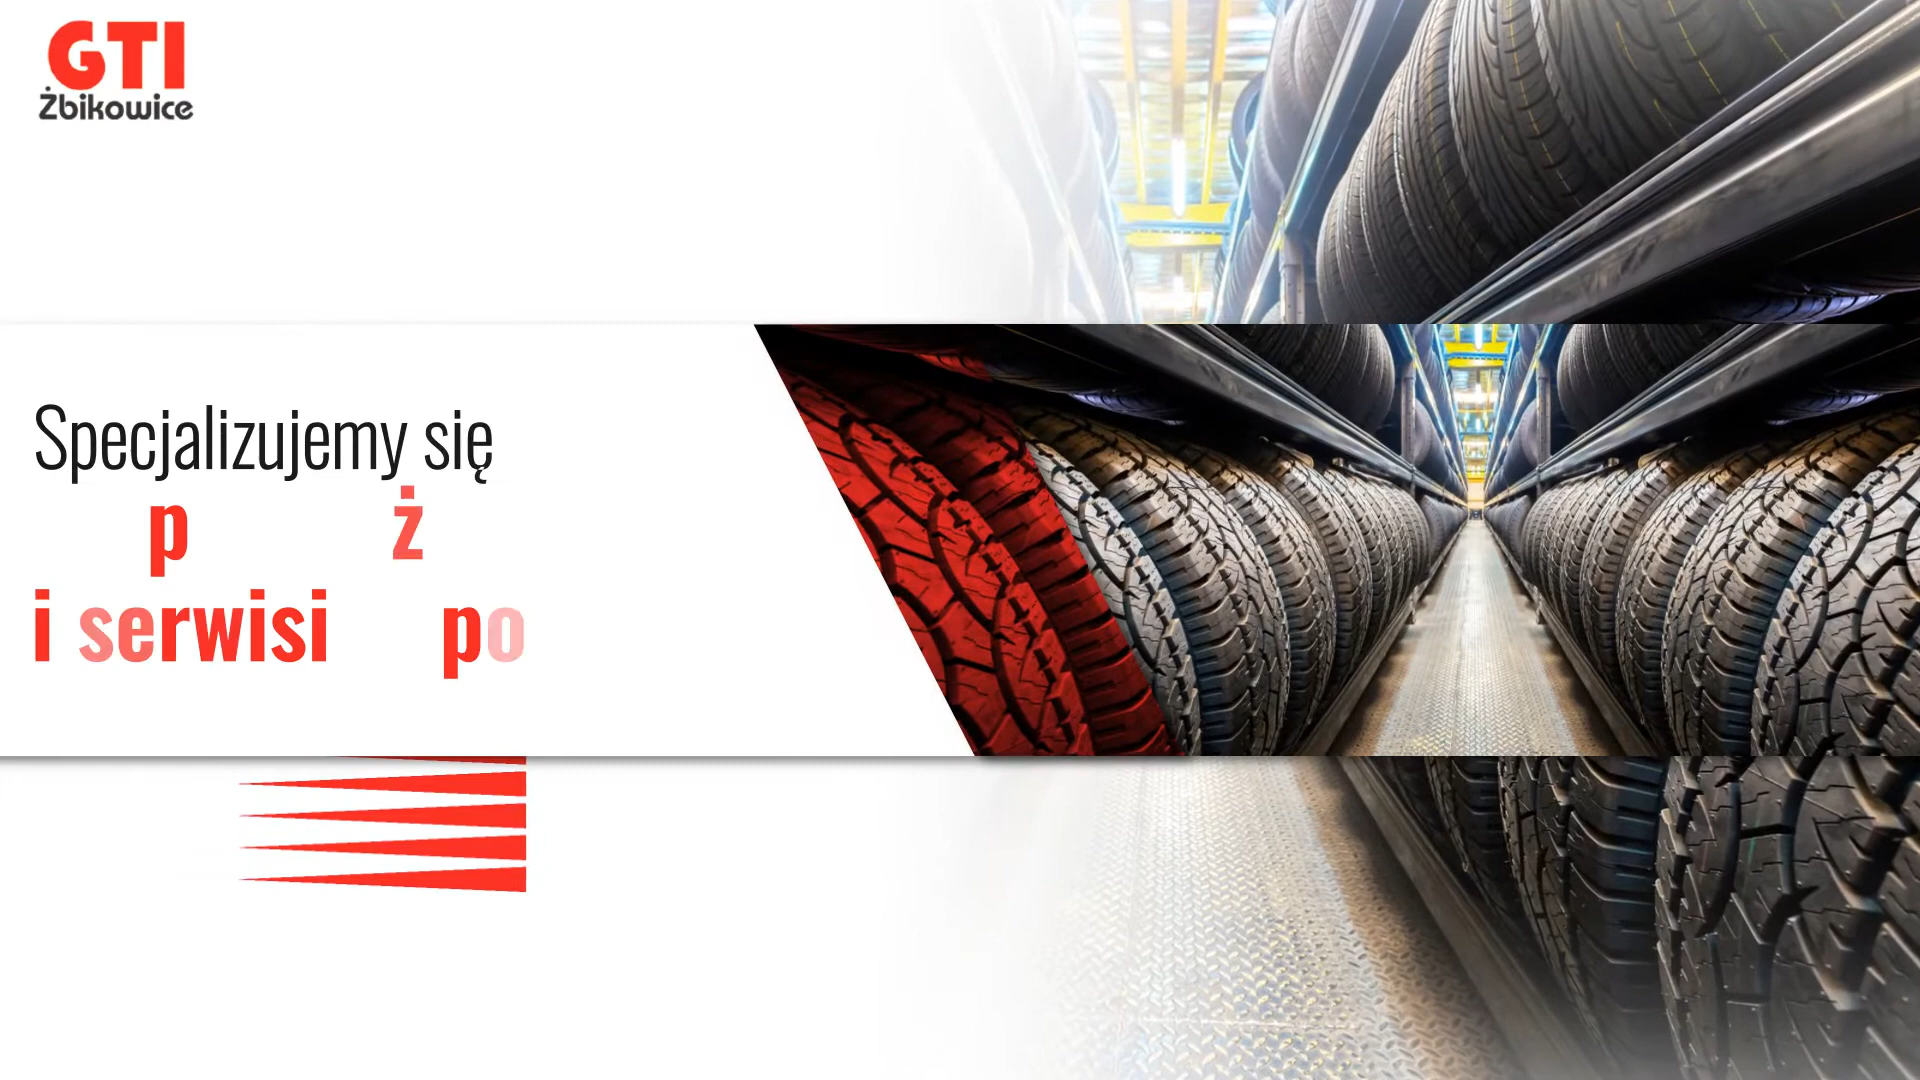 GTI
Żbikowice
Specjalizujemy się
p ż
i serwisi po